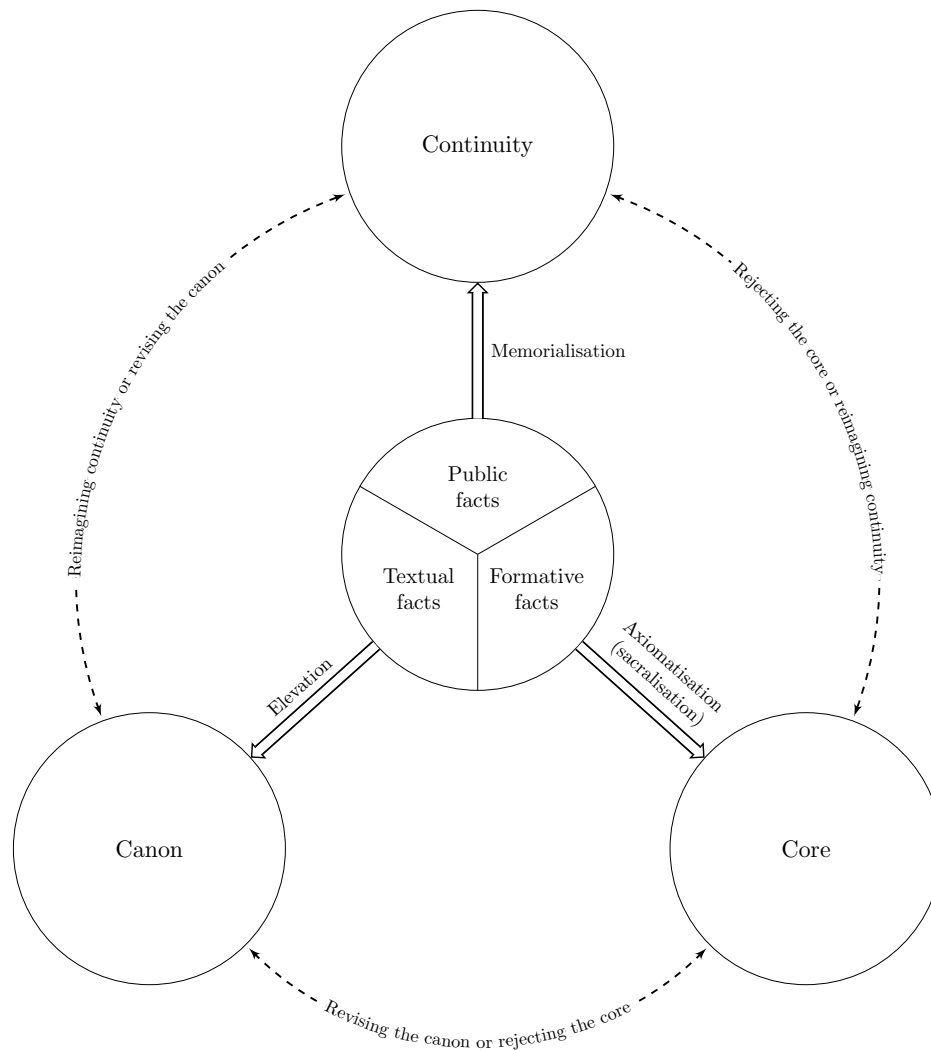 Continuity
Reimagining continuity or revising the canon
Rejecting the core or reimagining continuity
Memorialisation
Public
facts
Textual
facts
Formative
facts
Elevation
Axiomatisation
(sacralisation)
Canon
Core
Revising the canon or rejecting the core